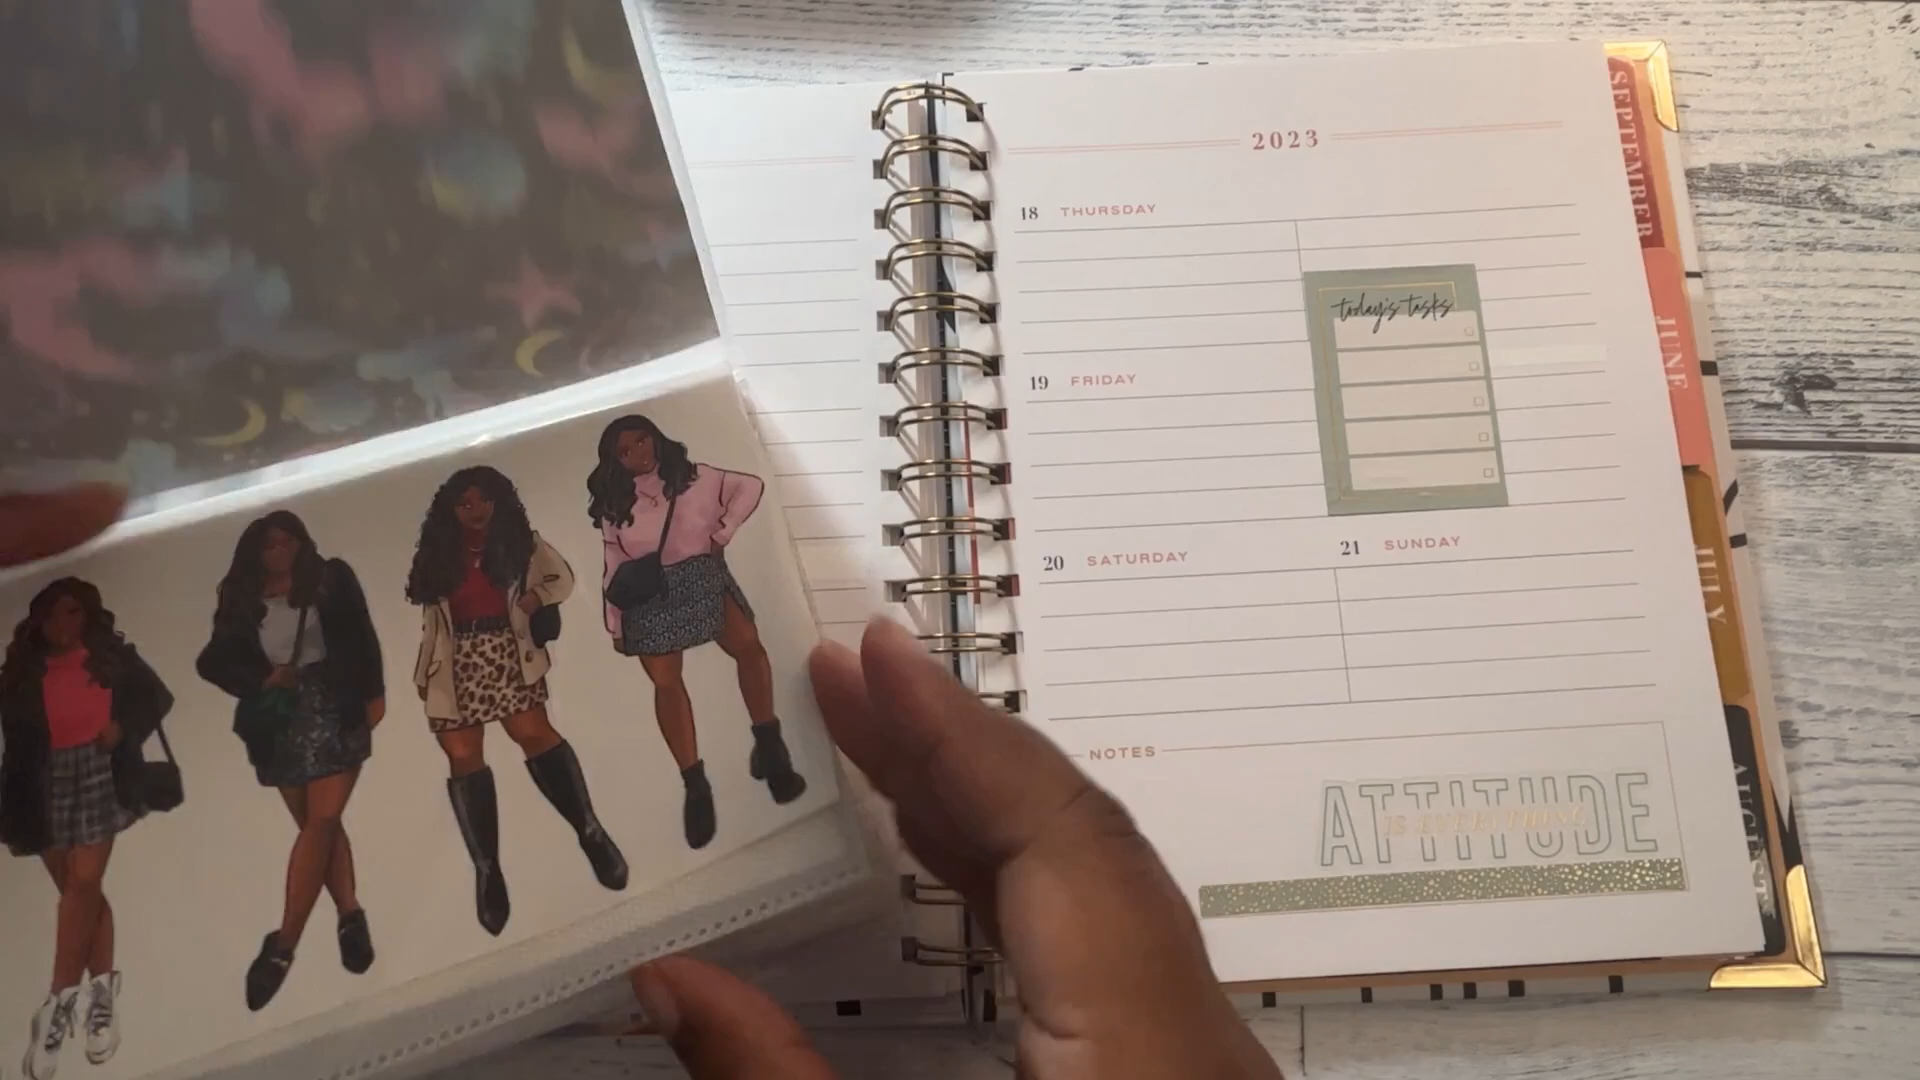 2023
18 THURSDAY
today's tasks
19 FRIDAY
20 SATURDAY
21 SUNDAY
NOTES
ATTITUDE
IS EVERYTHING
SEPTEMBER
JUNE
JULY
AUGUST